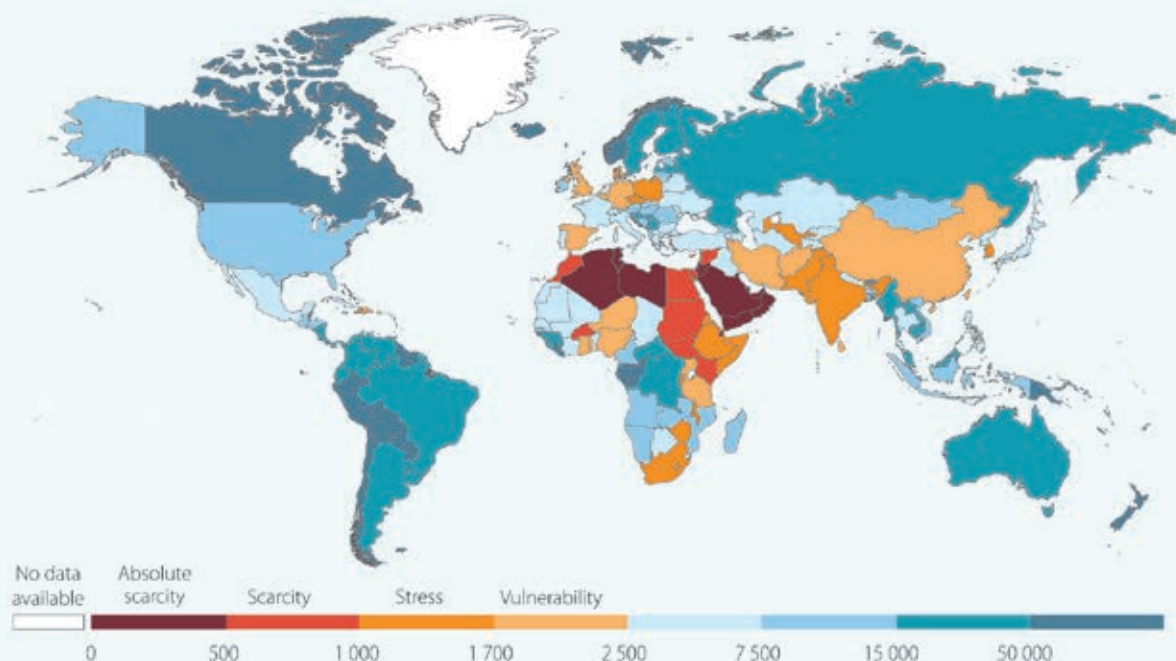 No data
available
Absolute
scarcity
Scarcity
Stress
Vulnerability
0
500
1 000
1 700
2 500
7 500
15 000
50 000